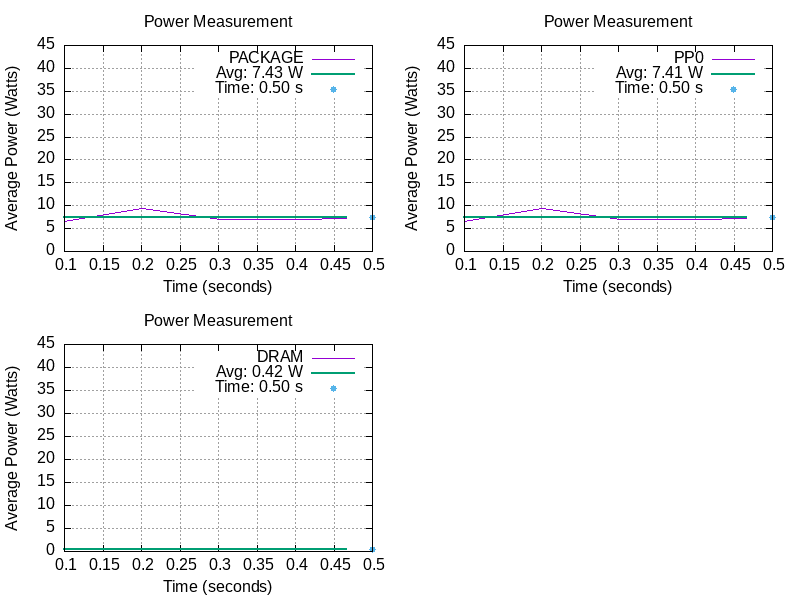 Power Measurement
45
40
35
30
25
20
15
10
5
0
Average Power (Watts)
PACKAGE
Avg: 7.43 W
Time: 0.50 s
0.1 0.15 0.2 0.25 0.3 0.35 0.4 0.45 0.5
Time (seconds)
Power Measurement
45
40
35
30
25
20
15
10
5
0
Average Power (Watts)
PP0
Avg: 7.41 W
Time: 0.50 s
0.1 0.15 0.2 0.25 0.3 0.35 0.4 0.45 0.5
Time (seconds)
Power Measurement
45
40
35
30
25
20
15
10
5
0
Average Power (Watts)
DRAM
Avg: 0.42 W
Time: 0.50 s
0.1 0.15 0.2 0.25 0.3 0.35 0.4 0.45 0.5
Time (seconds)